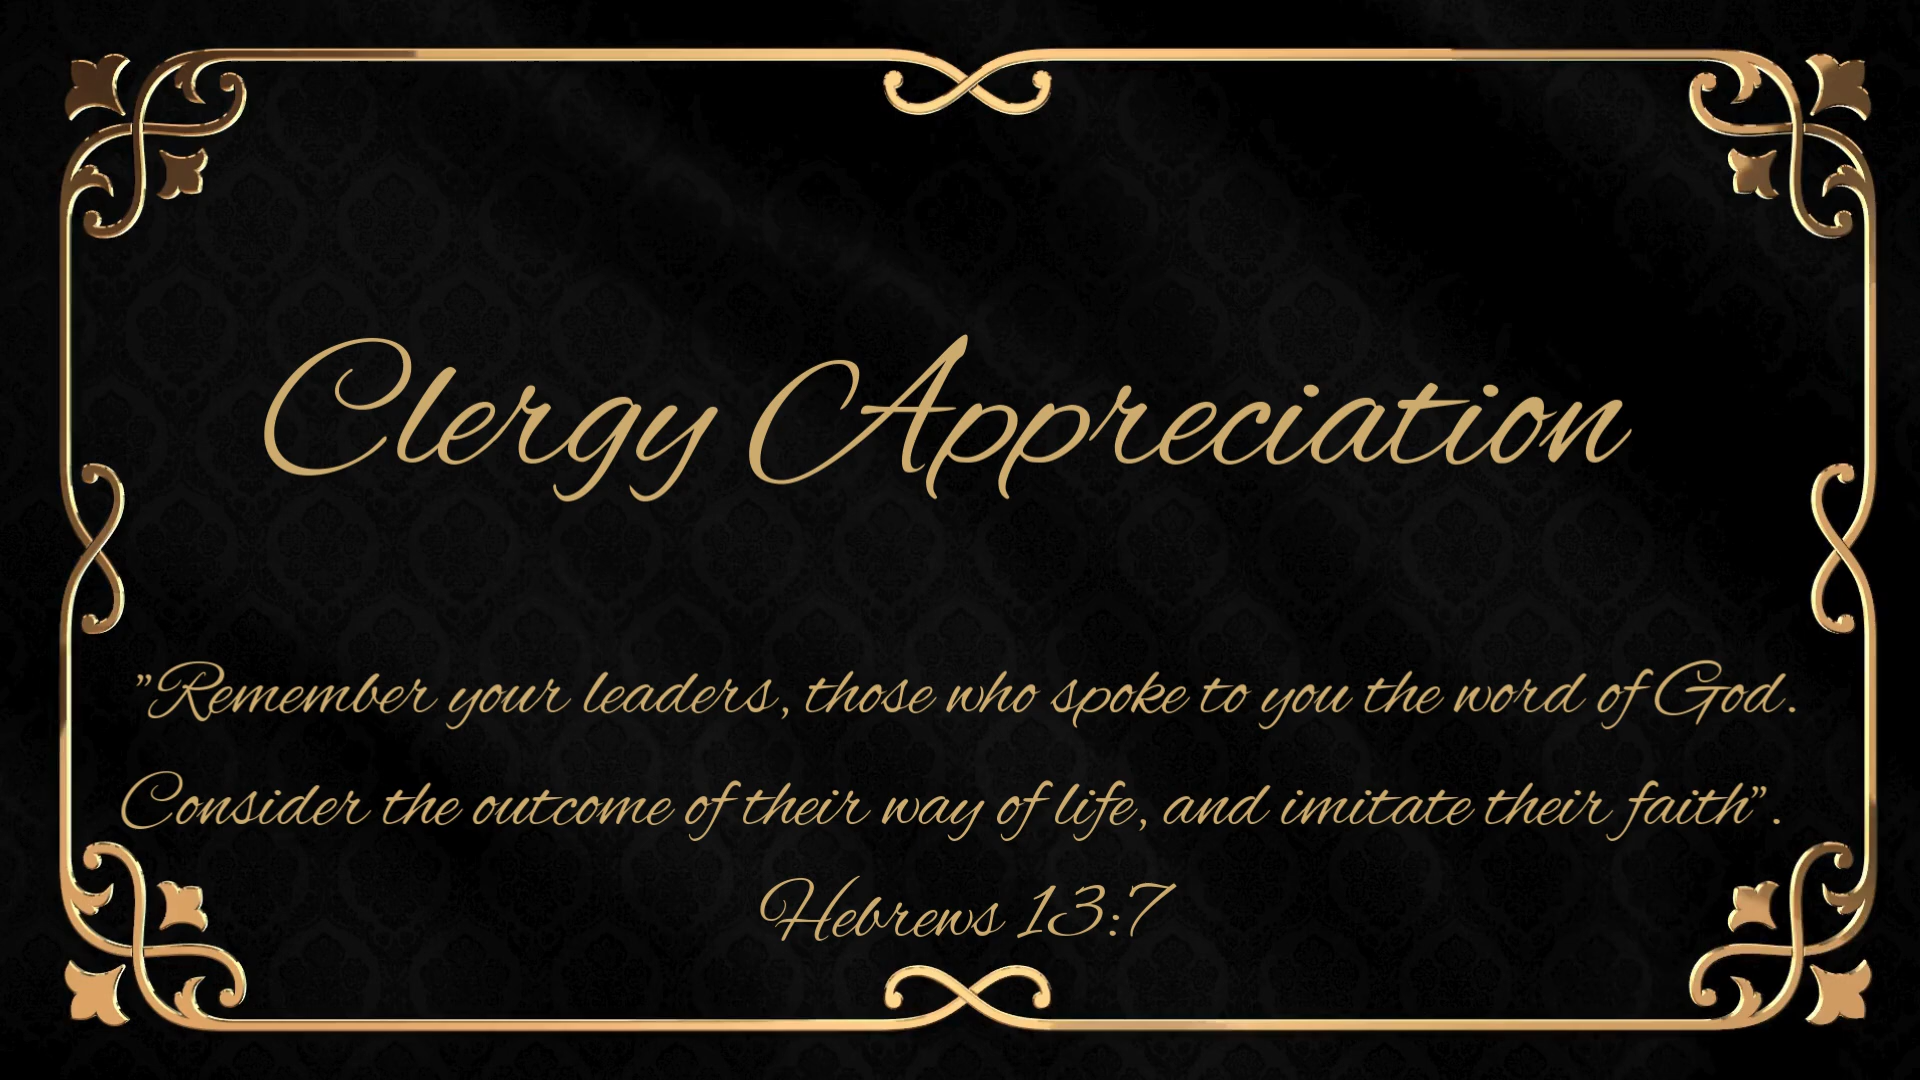 Clergy Appreciation
”Remember your leaders, those who spoke to you the word of God.
Consider the outcome of their way of life, and imitate their faith”.
Hebrews 13:7